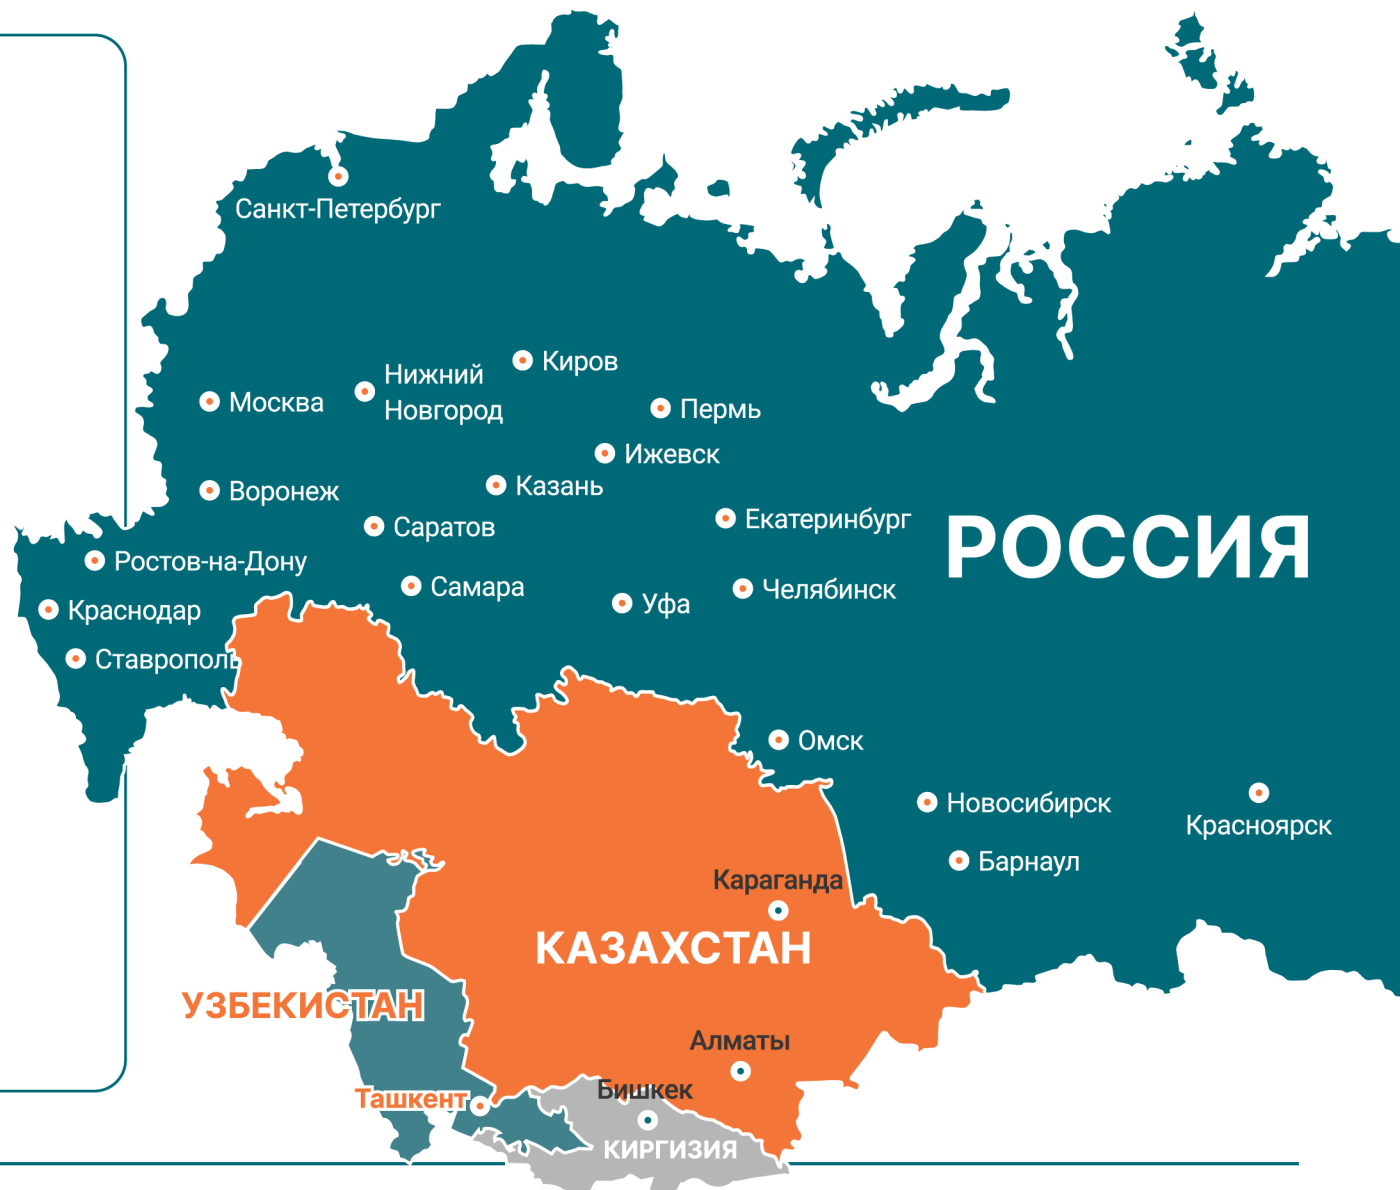 Санкт-Петербург
Киров
Нижний
Новгород
Москва
Пермь
Ижевск
Казань
Воронеж
Екатеринбург
Саратов
РОССИЯ
Ростов-на-Дону
Самара
Челябинск
Уфа
Краснодар
Ставрополь
Омск
Новосибирск
Красноярск
Барнаул
Караганда
КАЗАХСТАН
УЗБЕКИСТАН
Алматы
Бишкек
Ташкент
КИРГИЗИЯ